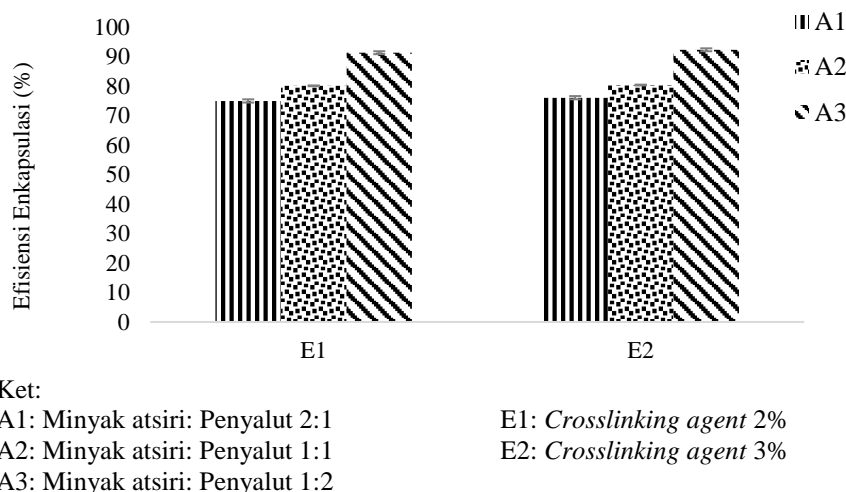 Efisiensi Enkapsulasi (%)
100
90
80
70
60
50
40
30
20
10
0
E1
E2
A1
A2
A3
Ket:
A1: Minyak atsiri: Penyalut 2:1
A2: Minyak atsiri: Penyalut 1:1
A3: Minyak atsiri: Penyalut 1:2
E1: Crosslinking agent 2%
E2: Crosslinking agent 3%